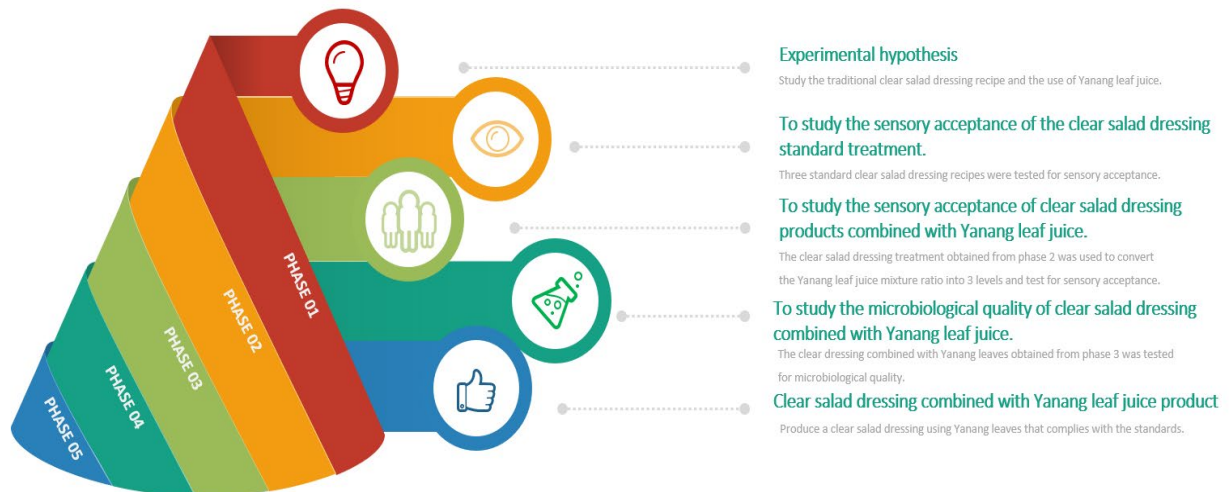 Experimental hypothesis
Study the traditional clear salad dressing recipe and the use of Yanang leaf juice.
To study the sensory acceptance of the clear salad dressing
standard treatment.
Three standard clear salad dressing recipes were tested for sensory acceptance.
To study the sensory acceptance of clear salad dressing
products combined with Yanang leaf juice.
The clear salad dressing treatment obtained from phase 2 was used to convert
the Yanang leaf juice mixture ratio into 3 levels and test for sensory acceptance.
To study the microbiological quality of clear salad dressing
combined with Yanang leaf juice.
The clear dressing combined with Yanang leaves obtained from phase 3 was tested
for microbiological quality.
Clear salad dressing combined with Yanang leaf juice product
Produce a clear salad dressing using Yanang leaves that complies with the standards.
PHASE 01
PHASE 02
PHASE 03
PHASE 04
PHASE 05